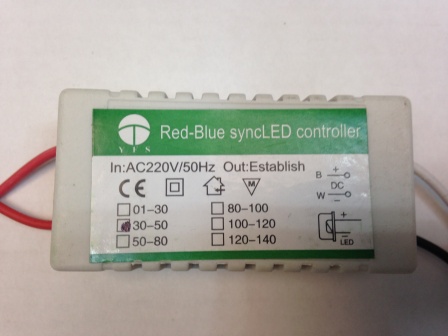 YFS
Red-Blue syncLED controller
In:AC220V/50Hz Out:Establish
CE
M
B + 
DC
W −
01-30
80-100
30-50
100-120
50-80
120-140
+
−
LED